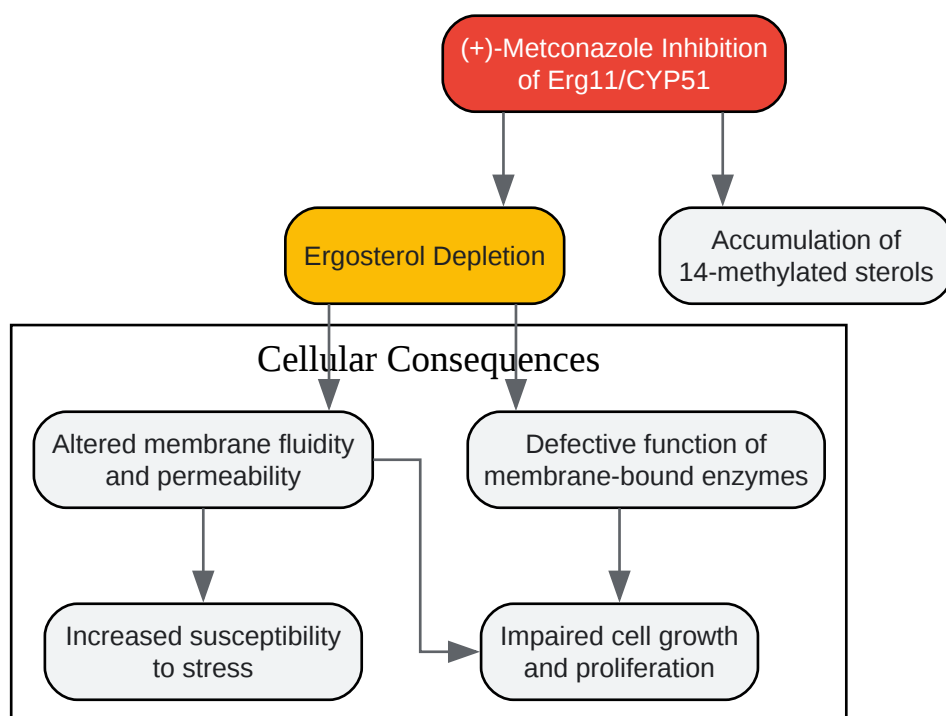 (+)-Metconazole Inhibition
of Erg11/CYP51
Ergosterol Depletion
Accumulation of
14-methylated sterols
Cellular Consequences
Altered membrane fluidity
and permeability
Defective function of
membrane-bound enzymes
Increased susceptibility
to stress
Impaired cell growth
and proliferation